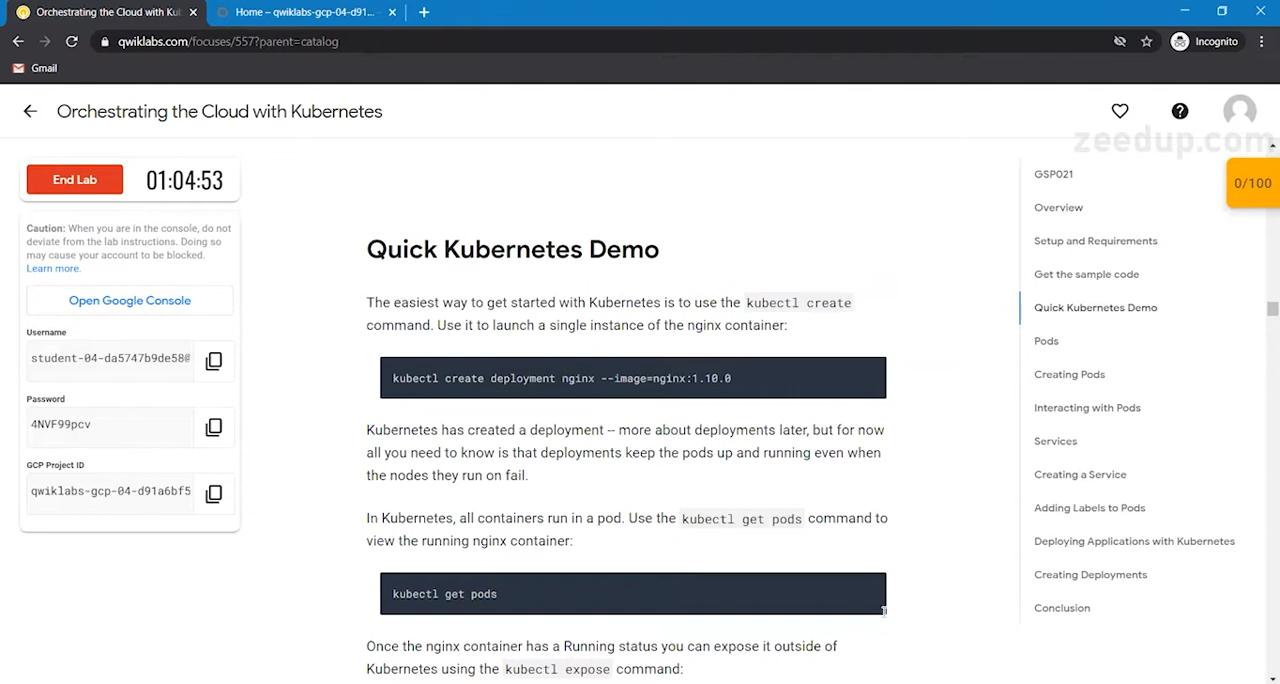 Orchestrating the Cloud with Kut
Home – qwiklabs-gcp-04-d91...
qwiklabs.com/focuses/557?parent=catalog
Incognito
Gmail
Orchestrating the Cloud with Kubernetes
zeedup.com
End Lab
01:04:53
Caution: When you are in the console, do not
deviate from the lab instructions. Doing so
may cause your account to be blocked.
Learn more.
Open Google Console
Username
student-04-da5747b9de58@
Password
4NVF99pcv
GCP Project ID
qwiklabs-gcp-04-d91a6bf5
Quick Kubernetes Demo
The easiest way to get started with Kubernetes is to use the kubectl create
command. Use it to launch a single instance of the nginx container:
kubectl create deployment nginx --image=nginx:1.10.0
Kubernetes has created a deployment -- more about deployments later, but for now
all you need to know is that deployments keep the pods up and running even when
the nodes they run on fail.
In Kubernetes, all containers run in a pod. Use the kubectl get pods command to
view the running nginx container:
kubectl get pods
Once the nginx container has a Running status you can expose it outside of
Kubernetes using the kubectl expose command:
GSP021
Overview
Setup and Requirements
Get the sample code
Quick Kubernetes Demo
Pods
Creating Pods
Interacting with Pods
Services
Creating a Service
Adding Labels to Pods
Deploying Applications with Kubernetes
Creating Deployments
Conclusion
0/100